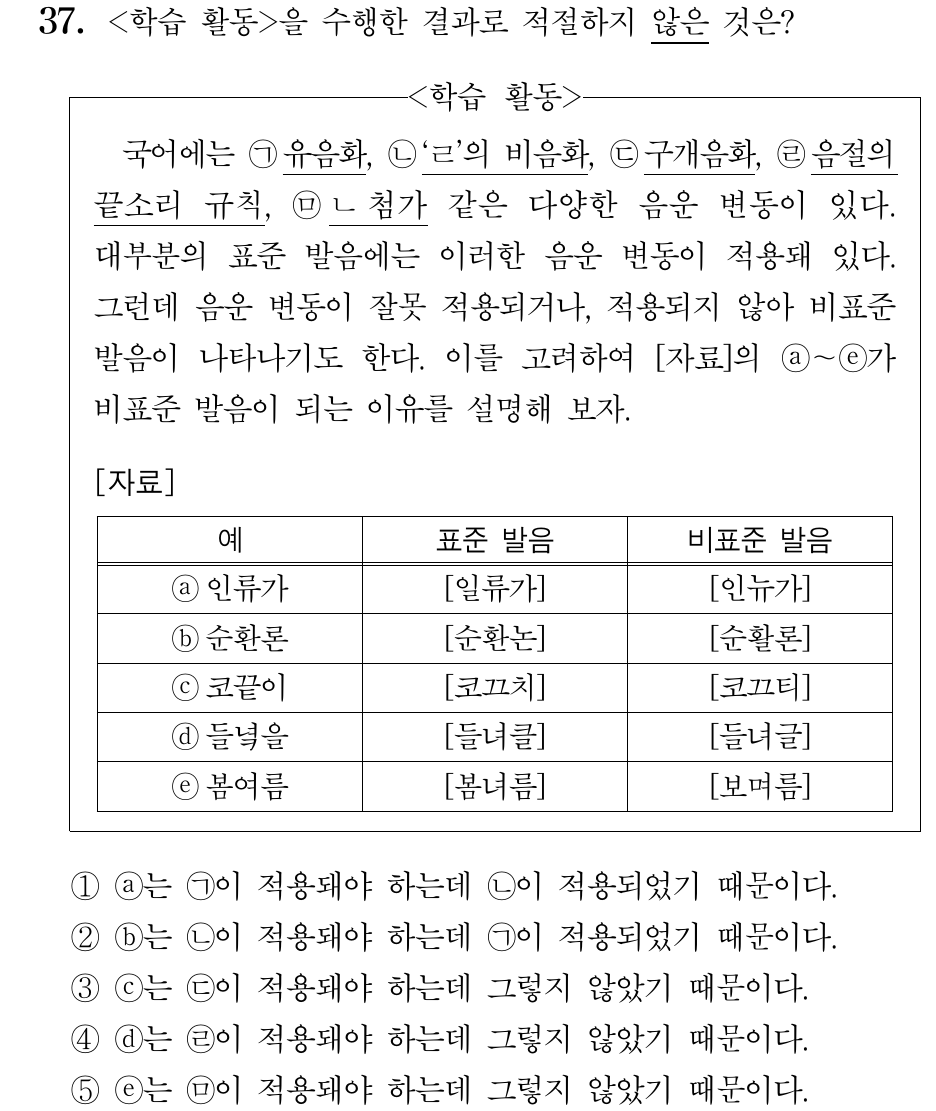 37. <학습 활동>을 수행한 결과로 적절하지 않은 것은?
<학습 활동>
국어에는 ㉠유음화, ㉡‘ㄹ’의 비음화, ㉢구개음화, ㉣음절의
끝소리 규칙, ㉤ㄴ 첨가 같은 다양한 음운 변동이 있다.
대부분의 표준 발음에는 이러한 음운 변동이 적용돼 있다.
그런데 음운 변동이 잘못 적용되거나, 적용되지 않아 비표준
발음이 나타나기도 한다. 이를 고려하여 [자료]의 ⓐ~ⓔ가
비표준 발음이 되는 이유를 설명해 보자.
[자료]
예 표준 발음 비표준 발음
ⓐ인류가 [일류가] [인뉴가]
ⓑ순환론 [순환논] [순활론]
ⓒ코끝이 [코끄치] [코끄티]
ⓓ들녘을 [들녀클] [들녀글]
ⓔ봄여름 [봄녀름] [보며름]
① ⓐ는 ㉠이 적용돼야 하는데 ㉡이 적용되었기 때문이다.
② ⓑ는 ㉡이 적용돼야 하는데 ㉠이 적용되었기 때문이다.
③ ⓒ는 ㉢이 적용돼야 하는데 그렇지 않았기 때문이다.
④ ⓓ는 ㉣이 적용돼야 하는데 그렇지 않았기 때문이다.
⑤ ⓔ는 ㉤이 적용돼야 하는데 그렇지 않았기 때문이다.